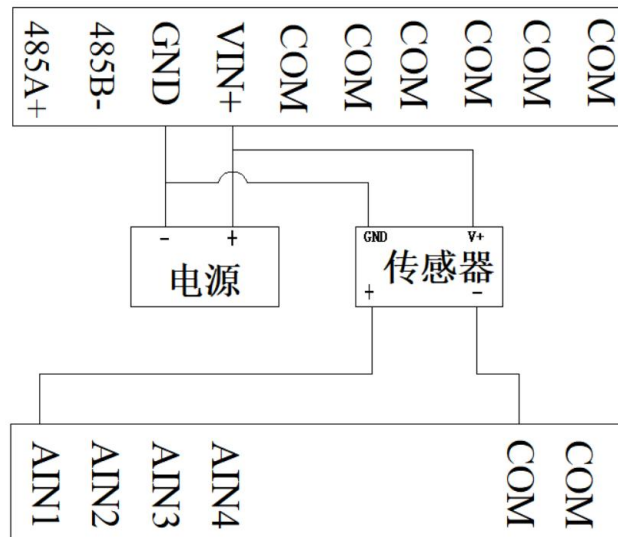 485A+ 485B- GND VIN+ COM COM COM COM COM COM
- +
电源
GND V+
传感器
+ -
AIN1 AIN2 AIN3 AIN4 COM COM